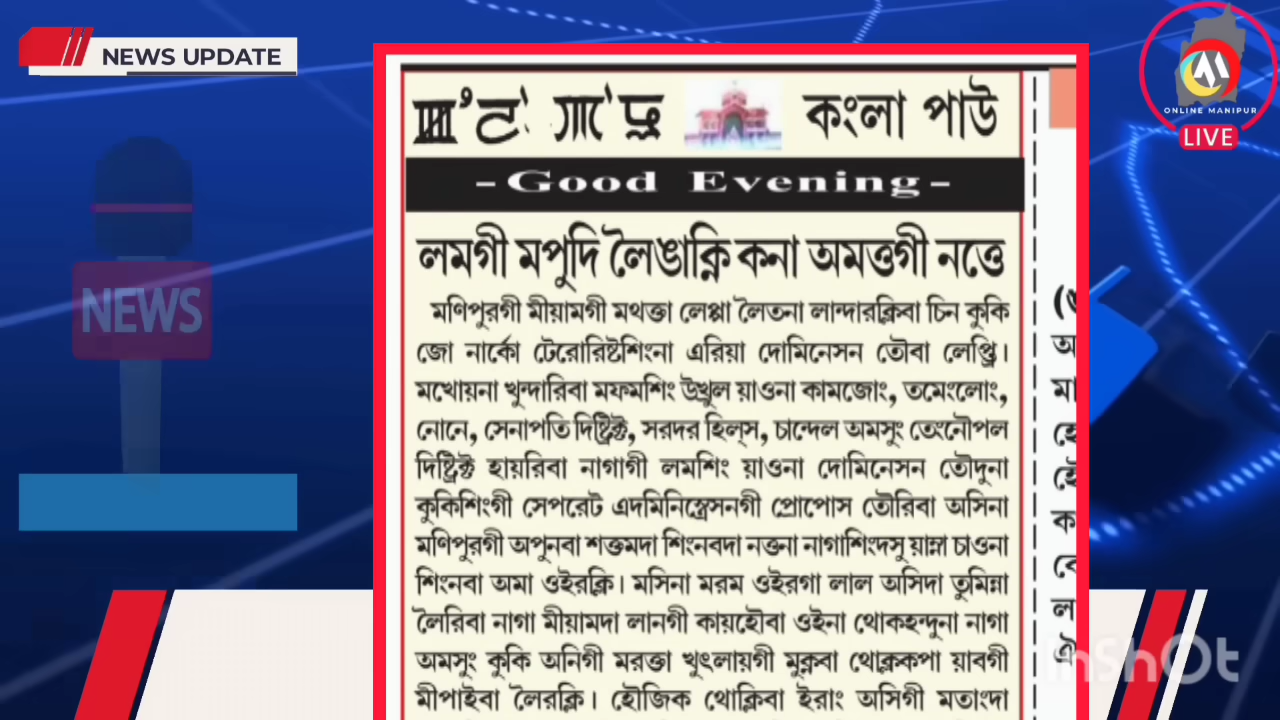 NEWS UPDATE
ONLINE MANIPUR
LIVE
NEWS
কংলা পাউ
-Good Evening-
লমগী মপুদি লৈঙাক্নি কনা অমত্তগী নত্তে
মণিপুরগী মীয়ামগী মথক্তা লেপ্পা লৈতনা লান্দারক্লিবা চিন কুকি
জো নার্কো টেরোরিষ্টশিংনা এরিয়া দোমিনেসন তৌবা লেপ্ত্রি।
মখোয়না খুন্দারিবা মফমশিং উখ্রুল য়াওনা কামজোং, তমেংলোং,
নোনে, সেনাপতি দিষ্ট্রিক্ট, সরদর হিল্স, চান্দেল অমসুং তেংনৌপল
দিষ্ট্রিক্ট হায়রিবা নাগাগী লমশিং য়াওনা দোমিনেসন তৌদুনা
কুকিশিংগী সেপরেট এদমিনিস্ত্রেসনগী প্রোপোস তৌরিবা অসিনা
মণিপুরগী অপুনবা শক্তমদা শিংনবদা নত্তনা নাগাশিংদসু য়াম্না চাওনা
শিংনবা অমা ওইরক্লি। মসিনা মরম ওইরগা লাল অসিদা তুমিন্না
লৈরিবা নাগা মীয়ামদা লানগী কায়হৌবা ওইনা থোকহন্দুনা নাগা
অমসুং কুকি অনিগী মরক্তা খুৎলায়গী মুক্নবা থোক্লকপা য়াবগী
মীপাইবা লৈরক্লি। হৌজিক থোক্লিবা ইরাং অসিগী মতাংদা
InShOt